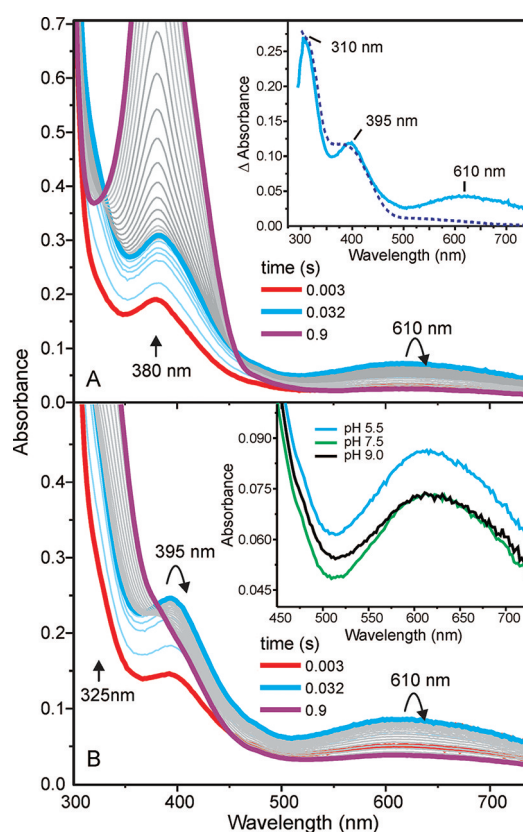 0.7
0.6
0.5
0.4
0.3
0.2
0.1
0.0
A
380 nm
610 nm
time (s)
0.003
0.032
0.9
0.25
0.20
0.15
0.10
0.05
0.00
Δ Absorbance
310 nm
395 nm
610 nm
300 400 500 600 700
Wavelength (nm)
Absorbance
0.3
0.2
0.1
0.0
B
325nm
395 nm
610 nm
time (s)
0.003
0.032
0.9
0.090
0.075
0.060
0.045
Absorbance
pH 5.5
pH 7.5
pH 9.0
450 500 550 600 650 700
Wavelength (nm)
300 400 500 600 700
Wavelength (nm)